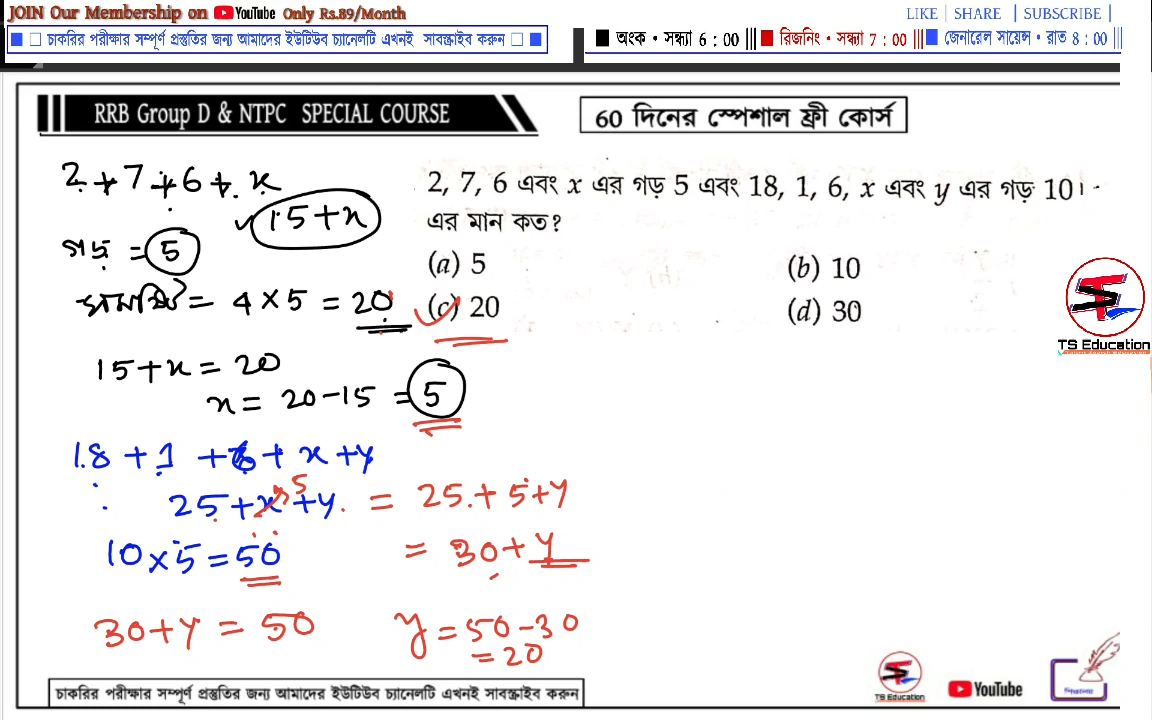 JOIN Our Membership on YouTube Only Rs.89/Month
LIKE | SHARE | SUBSCRIBE |
চাকরির পরীক্ষার সম্পূর্ণ প্রস্তুতির জন্য আমাদের ইউটিউব চ্যানেলটি এখনই সাবস্ক্রাইব করুন
অংক • সন্ধ্যা 6 : 00 ||| রিজনিং • সন্ধ্যা 7 : 00 ||| জেনারেল সায়েন্স • রাত 8 : 00 |||
RRB Group D & NTPC SPECIAL COURSE
60 দিনের স্পেশাল ফ্রী কোর্স
2, 7, 6 এবং x এর গড় 5 এবং 18, 1, 6, x এবং y এর গড় 10।
এর মান কত?
(a) 5
(b) 10
(c) 20
(d) 30
2 + 7 + 6 + x
15 + x
গড় = 5
= 4 × 5 = 20
15 + x = 20
x = 20 - 15 = 5
18 + 1 + 6 + x + y
25 + x 5 + y = 25 + 5 + y
10 × 5 = 50
= 30 + y
30 + y = 50
y = 50 - 30
= 20
TS Education
চাকরির পরীক্ষার সম্পূর্ণ প্রস্তুতির জন্য আমাদের ইউটিউব চ্যানেলটি এখনই সাবস্ক্রাইব করুন
TS Education
YouTube